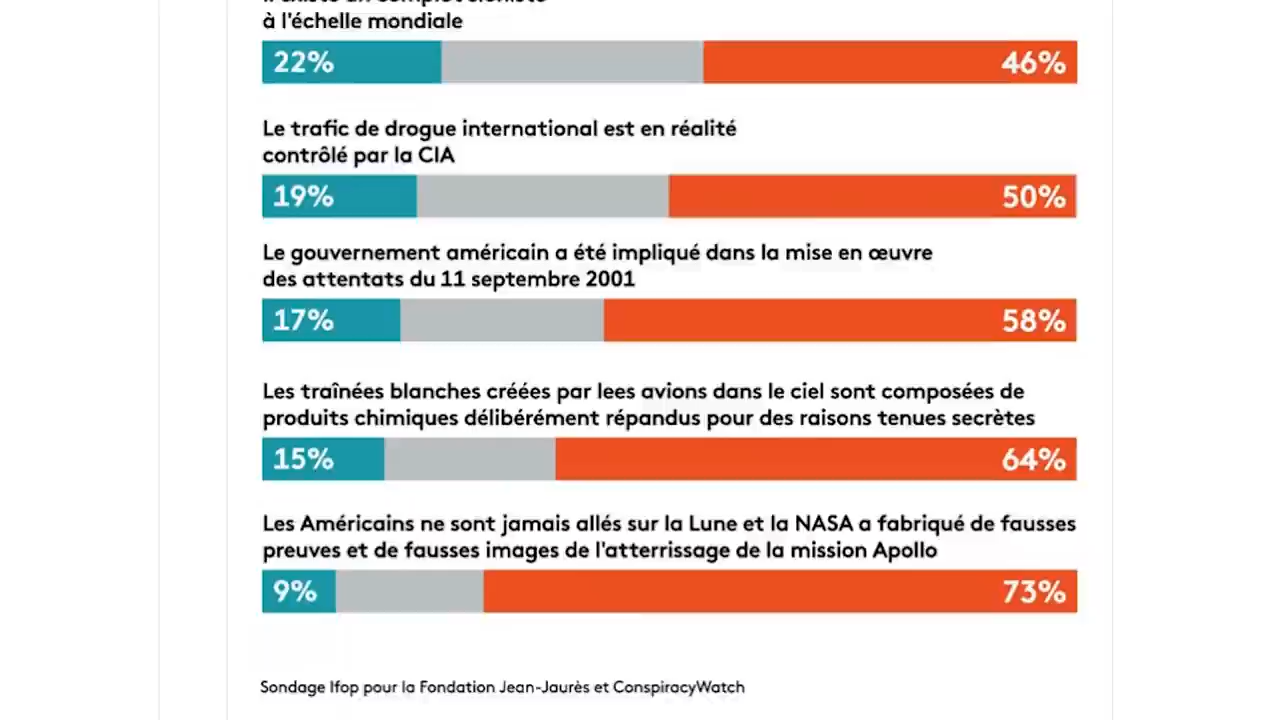 à l'échelle mondiale
22% 46%
Le trafic de drogue international est en réalité
contrôlé par la CIA
19% 50%
Le gouvernement américain a été impliqué dans la mise en œuvre
des attentats du 11 septembre 2001
17% 58%
Les traînées blanches créées par lees avions dans le ciel sont composées de
produits chimiques délibérément répandus pour des raisons tenues secrètes
15% 64%
Les Américains ne sont jamais allés sur la Lune et la NASA a fabriqué de fausses
preuves et de fausses images de l'atterrissage de la mission Apollo
9% 73%
Sondage Ifop pour la Fondation Jean-Jaurès et ConspiracyWatch